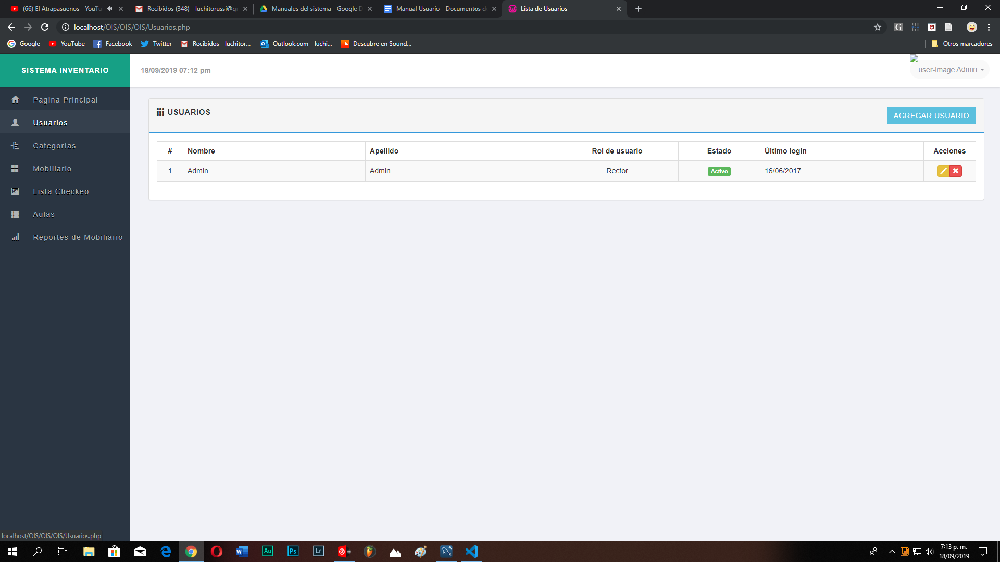 (66) El Atrapasuenos - YouTu
Recibidos (348) - luchitorussi@g
Manuales del sistema - Google D
Manual Usuario - Documentos d
Lista de Usuarios
localhost/OIS/OIS/OIS/Usuarios.php
Google
YouTube
Facebook
Twitter
Recibidos - luchitor...
Outlook.com - luchi...
Descubre en Sound...
Otros marcadores
SISTEMA INVENTARIO
18/09/2019 07:12 pm
user-image Admin
Pagina Principal
Usuarios
Categorías
Mobiliario
Lista Checkeo
Aulas
Reportes de Mobiliario
USUARIOS
AGREGAR USUARIO
# Nombre Apellido Rol de usuario Estado Último login Acciones
1 Admin Admin Rector Activo 16/06/2017
localhost/OIS/OIS/OIS/Usuarios.php
Au
Ps
Lr
7:13 p. m.
18/09/2019